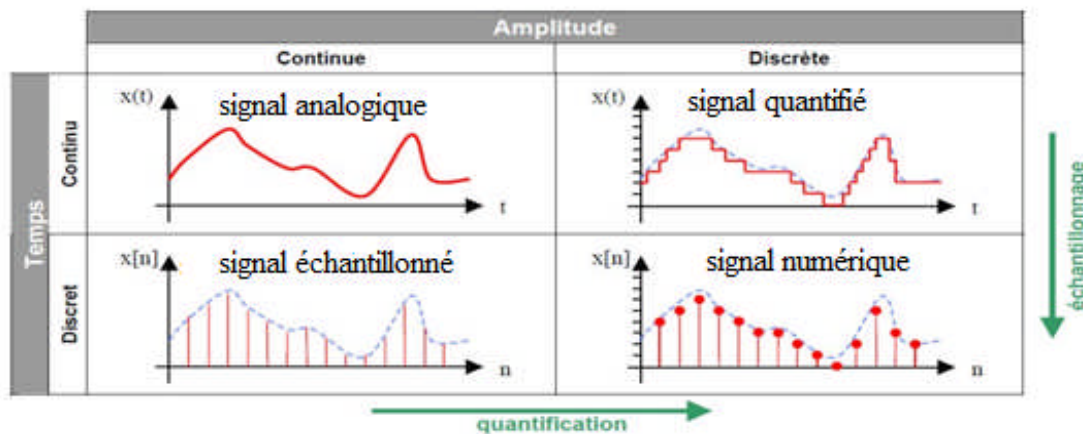 Amplitude
Continue
Discrète
Temps
Continu
x(t)
signal analogique
t
x(t)
signal quantifié
t
échantillonnage
Discret
x[n]
signal échantillonné
n
x[n]
signal numérique
n
quantification